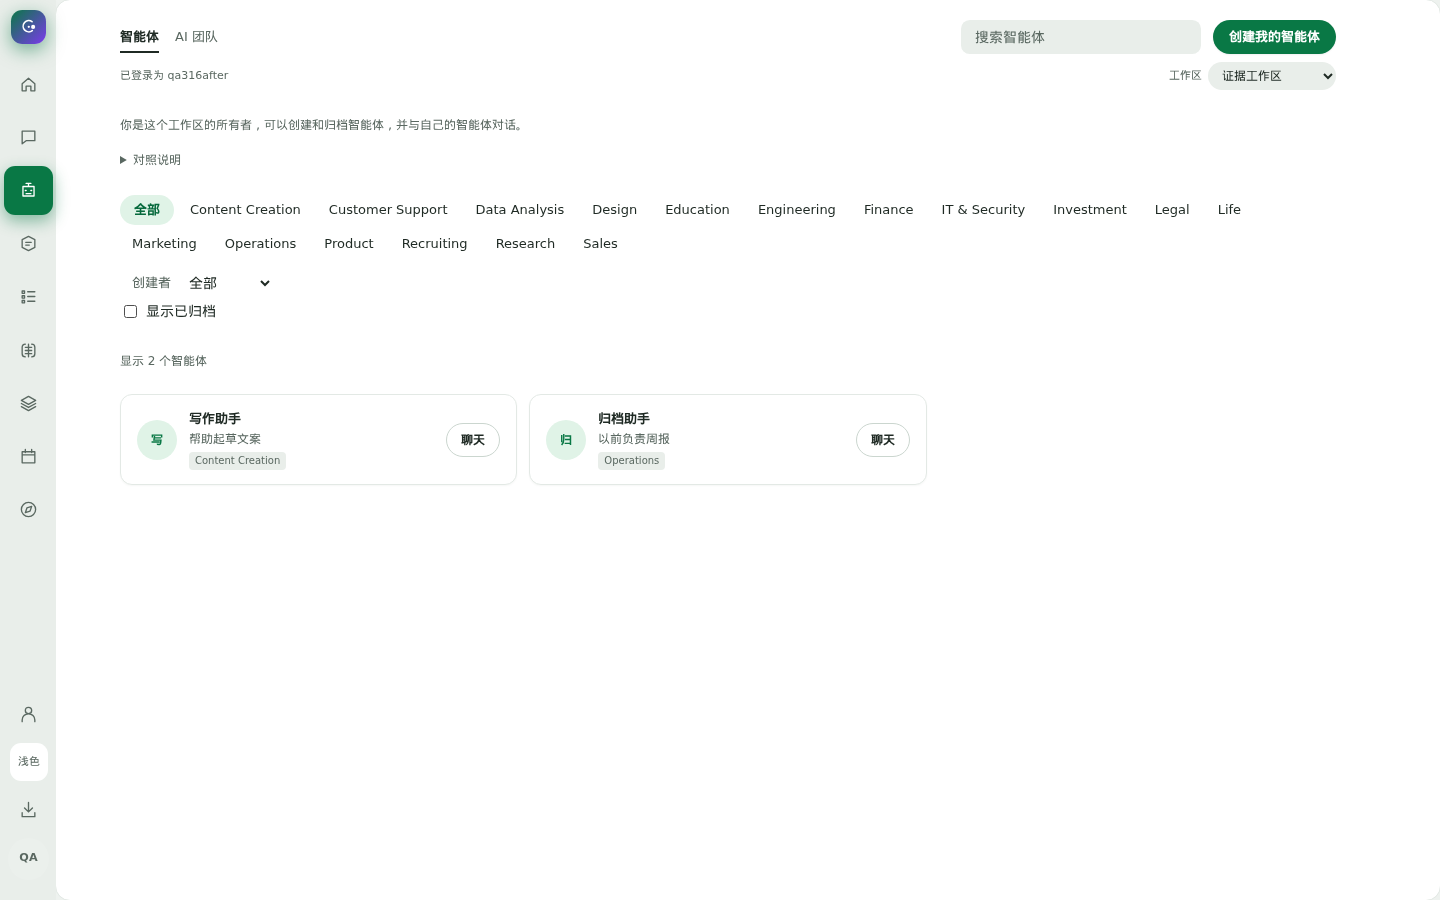 智能体 AI 团队 搜索智能体 创建我的智能体
已登录为 qa316after 工作区 证据工作区
你是这个工作区的所有者，可以创建和归档智能体，并与自己的智能体对话。
对照说明
全部 Content Creation Customer Support Data Analysis Design Education Engineering Finance IT & Security Investment Legal Life
Marketing Operations Product Recruiting Research Sales
创建者 全部
显示已归档
显示 2 个智能体
写 写作助手
帮助起草文案
Content Creation
聊天
归 归档助手
以前负责周报
Operations
聊天
浅色
QA